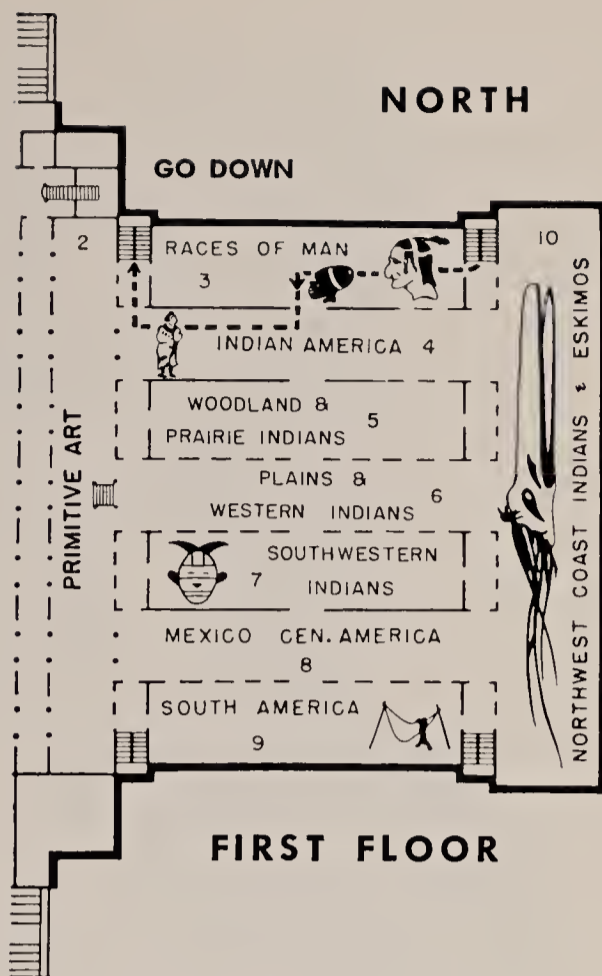 NORTH
GO DOWN
2
RACES OF MAN
3
10
INDIAN AMERICA 4
WOODLAND &
PRAIRIE INDIANS
5
PLAINS &
WESTERN INDIANS
6
PRIMITIVE ART
SOUTHWESTERN
INDIANS
7
MEXICO CEN. AMERICA
8
SOUTH AMERICA
9
NORTHWEST COAST INDIANS & ESKIMOS
FIRST FLOOR